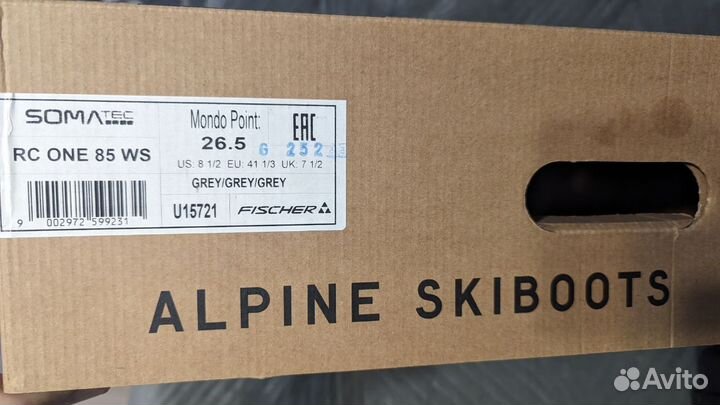 SOMATEC
RC ONE 85 WS
9 002972 599231
Mondo Point:
26.5
EAC
G 252
US: 8 1/2 EU: 41 1/3 UK: 7 1/2
GREY/GREY/GREY
U15721 FISCHER
ALPINE SKIBOOTS
Avito